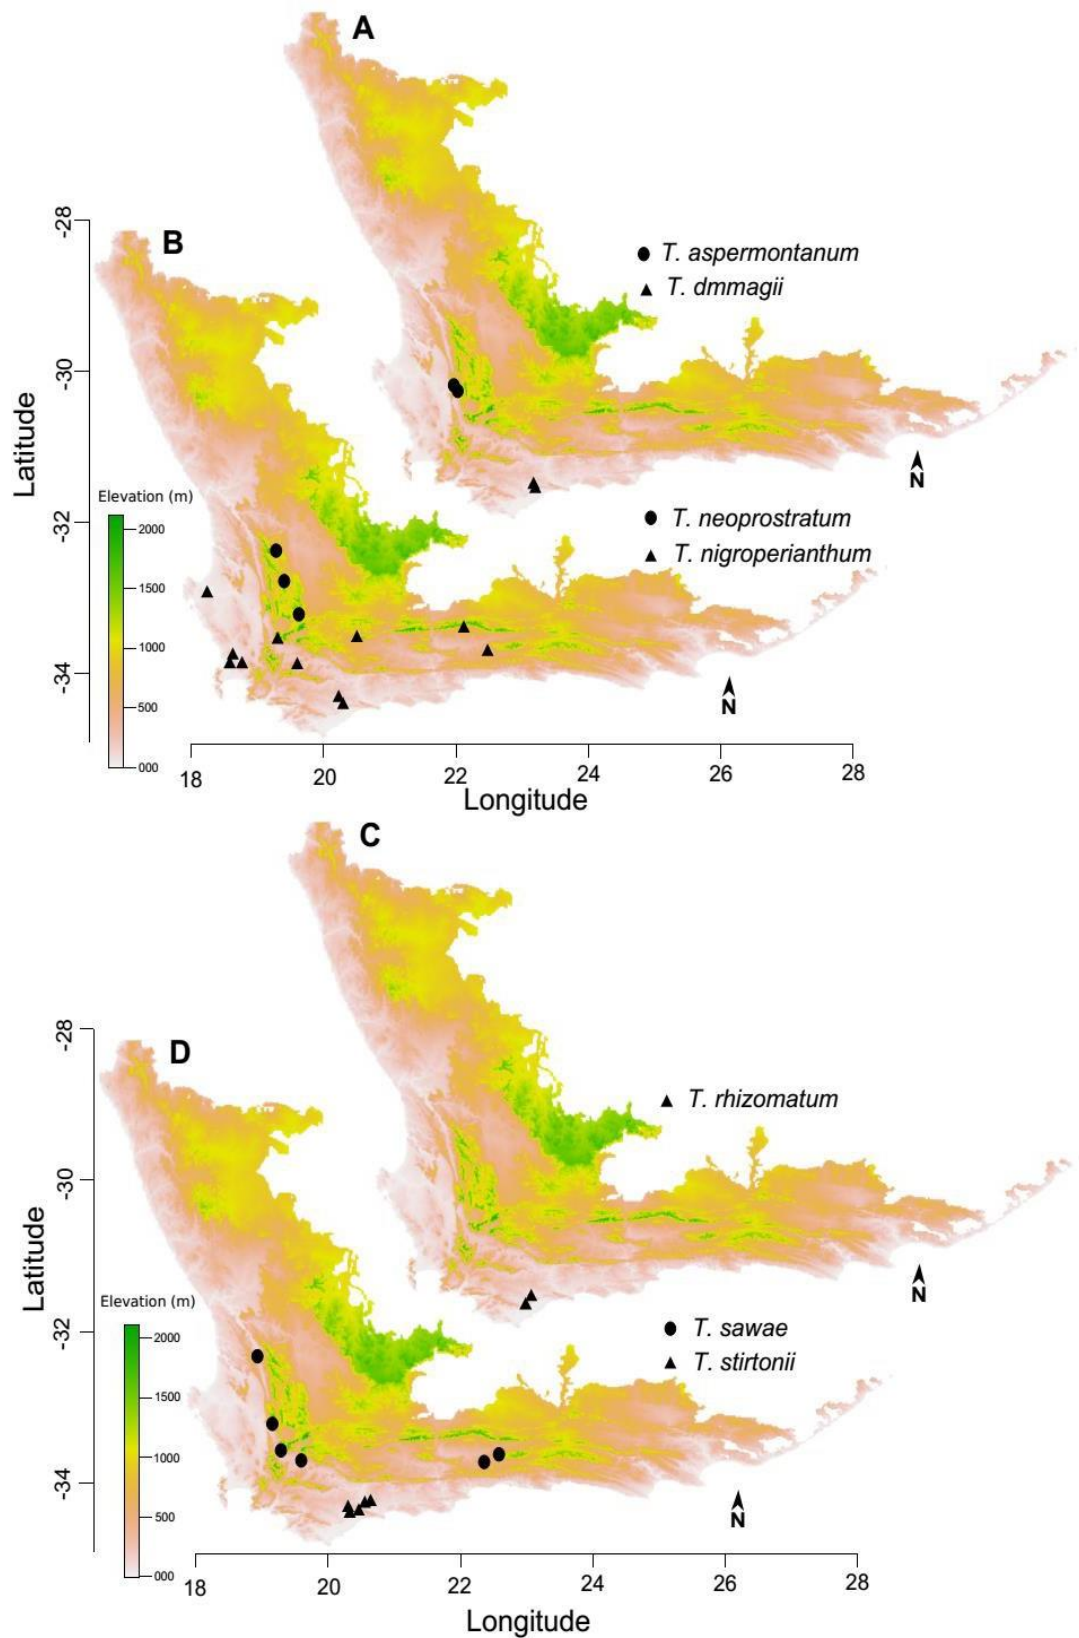 A
-28
B
T. aspermontanum
T. dmmagii
-30
Latitude
N
Elevation (m)
2000
1500
1000
500
000
-32
T. neoprostratum
T. nigroperianthum
-34
N
18
20
22
24
26
28
Longitude
C
-28
D
T. rhizomatum
-30
Latitude
N
Elevation (m)
2000
1500
1000
500
000
-32
T. sawae
T. stirtonii
-34
N
18
20
22
24
26
28
Longitude